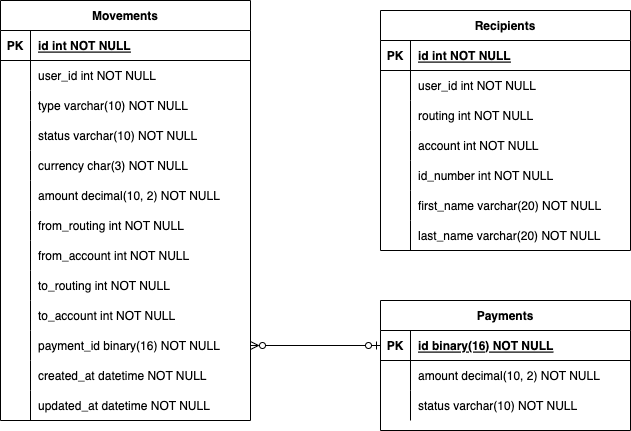 Movements
PK id int NOT NULL
user_id int NOT NULL
type varchar(10) NOT NULL
status varchar(10) NOT NULL
currency char(3) NOT NULL
amount decimal(10, 2) NOT NULL
from_routing int NOT NULL
from_account int NOT NULL
to_routing int NOT NULL
to_account int NOT NULL
payment_id binary(16) NOT NULL
created_at datetime NOT NULL
updated_at datetime NOT NULL
Recipients
PK id int NOT NULL
user_id int NOT NULL
routing int NOT NULL
account int NOT NULL
id_number int NOT NULL
first_name varchar(20) NOT NULL
last_name varchar(20) NOT NULL
Payments
PK id binary(16) NOT NULL
amount decimal(10, 2) NOT NULL
status varchar(10) NOT NULL